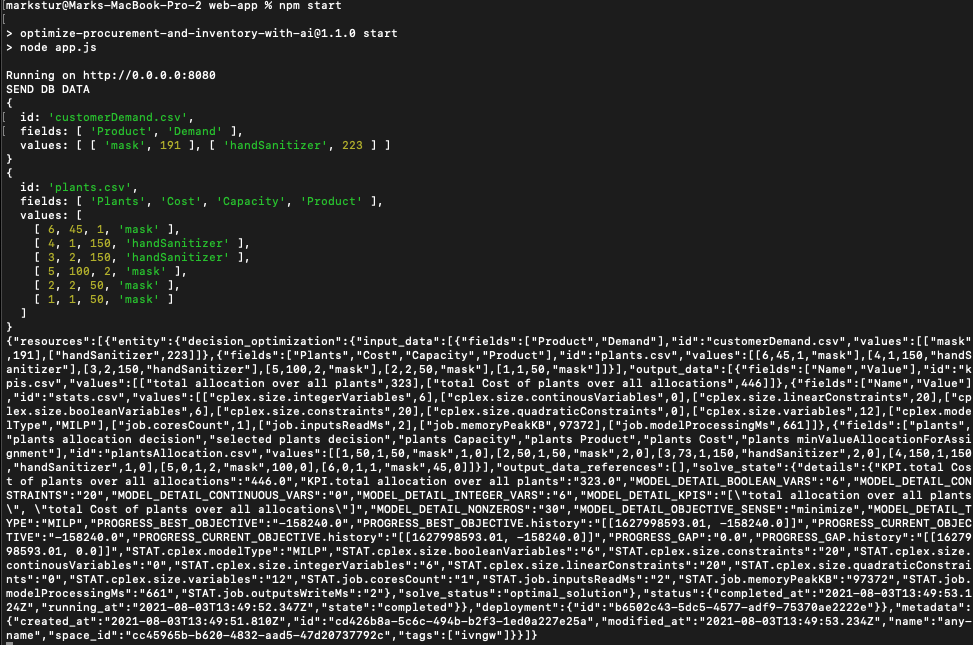 markstur@Marks-MacBook-Pro-2 web-app % npm start
> optimize-procurement-and-inventory-with-ai@1.1.0 start
> node app.js
Running on http://0.0.0.0:8080
SEND DB DATA
{
  id: 'customerDemand.csv',
  fields: [ 'Product', 'Demand' ],
  values: [ [ 'mask', 191 ], [ 'handSanitizer', 223 ] ]
}
{
  id: 'plants.csv',
  fields: [ 'Plants', 'Cost', 'Capacity', 'Product' ],
  values: [
    [ 6, 45, 1, 'mask' ],
    [ 4, 1, 150, 'handSanitizer' ],
    [ 3, 2, 150, 'handSanitizer' ],
    [ 5, 100, 2, 'mask' ],
    [ 2, 2, 50, 'mask' ],
    [ 1, 1, 50, 'mask' ]
  ]
}
{"resources":[{"entity":{"decision_optimization":{"input_data":[{"fields":["Product","Demand"],"id":"customerDemand.csv","values":[["mask"
,191],["handSanitizer",223]]},{"fields":["Plants","Cost","Capacity","Product"],"id":"plants.csv","values":[[6,45,1,"mask"],[4,1,150,"handS
anitizer"],[3,2,150,"handSanitizer"],[5,100,2,"mask"],[2,2,50,"mask"],[1,1,50,"mask"]]}],"output_data":[{"fields":["Name","Value"],"id":"k
pis.csv","values":[["total allocation over all plants",323],["total Cost of plants over all allocations",446]]},{"fields":["Name","Value"]
,"id":"stats.csv","values":[["cplex.size.integerVariables",6],["cplex.size.continousVariables",0],["cplex.size.linearConstraints",20],["cp
lex.size.booleanVariables",6],["cplex.size.constraints",20],["cplex.size.quadraticConstraints",0],["cplex.size.variables",12],["cplex.mode
lType","MILP"],["job.coresCount",1],["job.inputsReadMs",2],["job.memoryPeakKB",97372],["job.modelProcessingMs",661]]},{"fields":["plants",
"plants allocation decision","selected plants decision","plants Capacity","plants Product","plants Cost","plants minValueAllocationForAssi
gnment"],"id":"plantsAllocation.csv","values":[[1,50,1,50,"mask",1,0],[2,50,1,50,"mask",2,0],[3,73,1,150,"handSanitizer",2,0],[4,150,1,150
,"handSanitizer",1,0],[5,0,1,2,"mask",100,0],[6,0,1,1,"mask",45,0]]}],"output_data_references":[],"solve_state":{"details":{"KPI.total Cos
t of plants over all allocations":"446.0","KPI.total allocation over all plants":"323.0","MODEL_DETAIL_BOOLEAN_VARS":"6","MODEL_DETAIL_CON
STRAINTS":"20","MODEL_DETAIL_CONTINUOUS_VARS":"0","MODEL_DETAIL_INTEGER_VARS":"6","MODEL_DETAIL_KPIS":"[\"total allocation over all plants
\", \"total Cost of plants over all allocations\"]","MODEL_DETAIL_NONZEROS":"30","MODEL_DETAIL_OBJECTIVE_SENSE":"minimize","MODEL_DETAIL_T
YPE":"MILP","PROGRESS_BEST_OBJECTIVE":"-158240.0","PROGRESS_BEST_OBJECTIVE.history":"[[1627998593.01, -158240.0]]","PROGRESS_CURRENT_OBJEC
TIVE":"-158240.0","PROGRESS_CURRENT_OBJECTIVE.history":"[[1627998593.01, -158240.0]]","PROGRESS_GAP":"0.0","PROGRESS_GAP.history":"[[16279
98593.01, 0.0]]","STAT.cplex.modelType":"MILP","STAT.cplex.size.booleanVariables":"6","STAT.cplex.size.constraints":"20","STAT.cplex.size.
continousVariables":"0","STAT.cplex.size.integerVariables":"6","STAT.cplex.size.linearConstraints":"20","STAT.cplex.size.quadraticConstrai
nts":"0","STAT.cplex.size.variables":"12","STAT.job.coresCount":"1","STAT.job.inputsReadMs":"2","STAT.job.memoryPeakKB":"97372","STAT.job.
modelProcessingMs":"661","STAT.job.outputsWriteMs":"2"},"solve_status":"optimal_solution"},"status":{"completed_at":"2021-08-03T13:49:53.1
24Z","running_at":"2021-08-03T13:49:52.347Z","state":"completed"}},"deployment":{"id":"b6502c43-5dc5-4577-adf9-75370ae2222e"}},"metadata":
{"created_at":"2021-08-03T13:49:51.810Z","id":"cd426b8a-5c6c-494b-b2f3-1ed0a227e25a","modified_at":"2021-08-03T13:49:53.234Z","name":"any-
name","space_id":"cc45965b-b620-4832-aad5-47d20737792c","tags":["ivngw"]}}]}